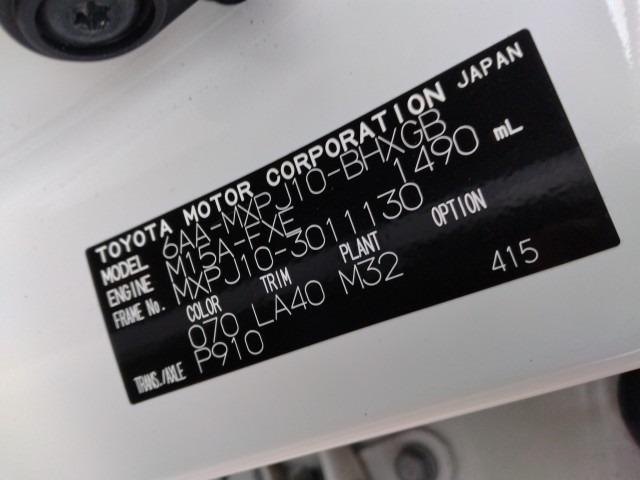 TOYOTA MOTOR CORPORATION JAPAN
MODEL 6AA-MXPJ10-BHXGB
ENGINE M15A-FXE 1490 mL
FRAME No. MXPJ10-3011130
COLOR TRIM PLANT OPTION
070 LA40 M32 415
TRANS./AXLE P910